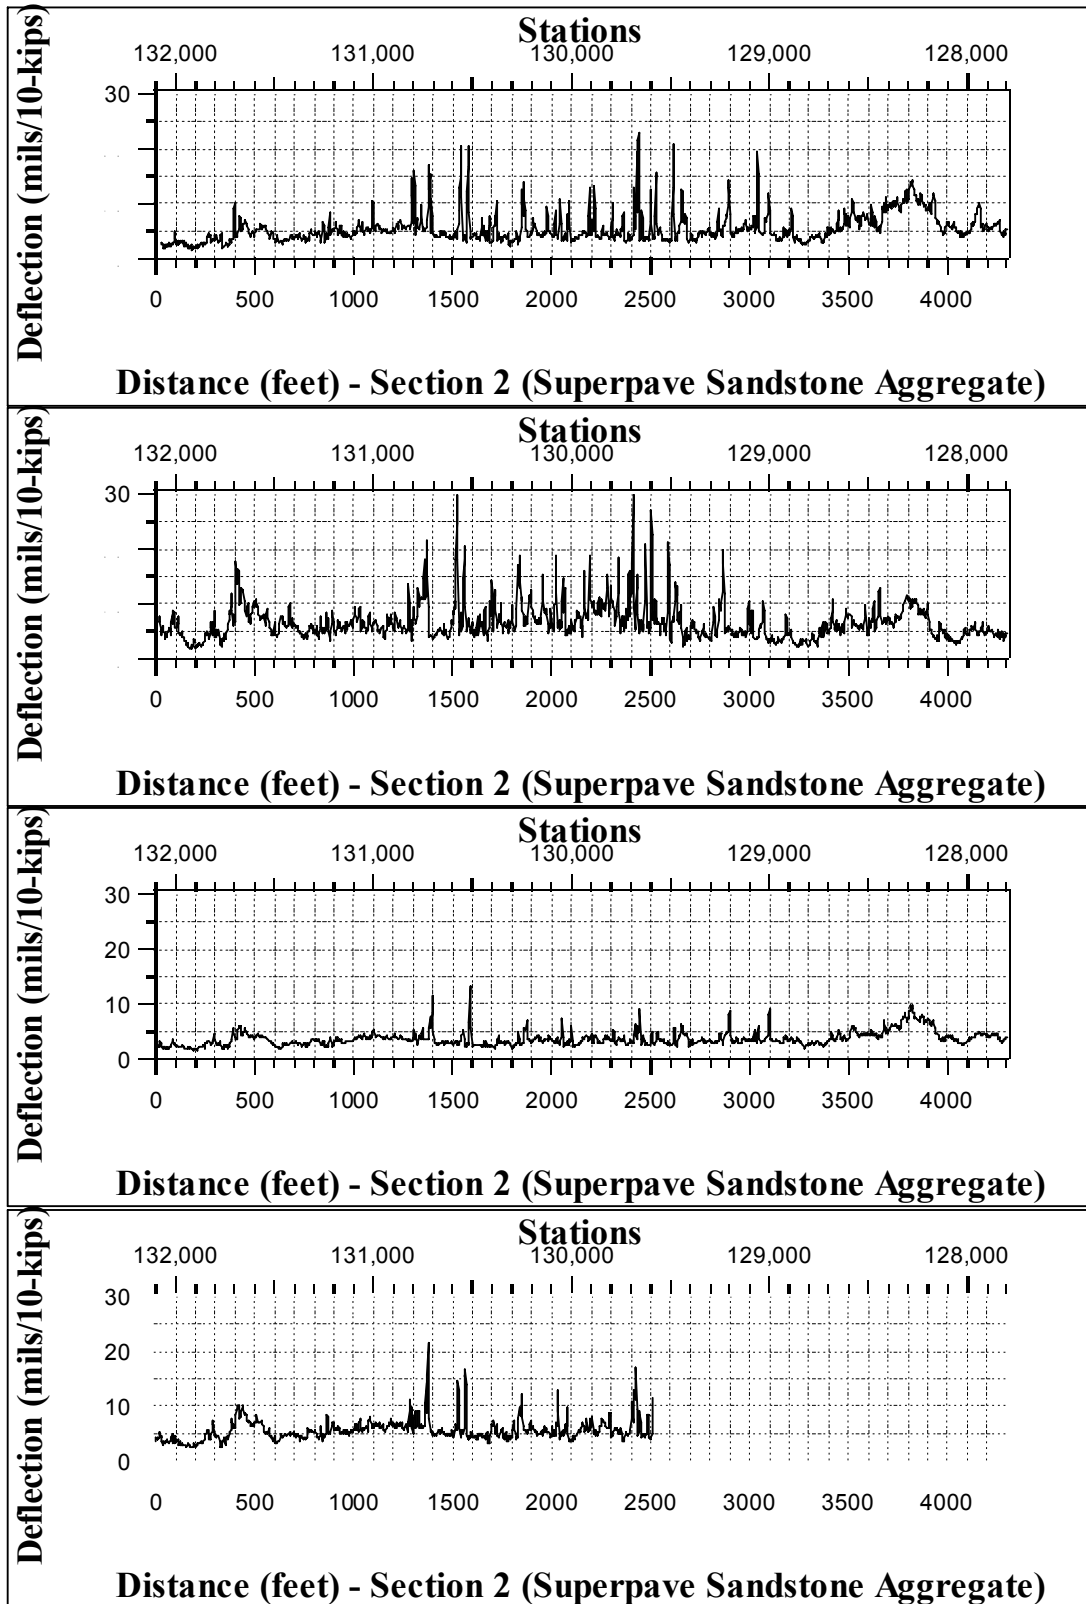 Deflection (mils/10-kips)
Stations
132,000 131,000 130,000 129,000 128,000
30
0 500 1000 1500 2000 2500 3000 3500 4000
Distance (feet) - Section 2 (Superpave Sandstone Aggregate)
Deflection (mils/10-kips)
Stations
132,000 131,000 130,000 129,000 128,000
30
0 500 1000 1500 2000 2500 3000 3500 4000
Distance (feet) - Section 2 (Superpave Sandstone Aggregate)
Deflection (mils/10-kips)
Stations
132,000 131,000 130,000 129,000 128,000
30
20
10
0
0 500 1000 1500 2000 2500 3000 3500 4000
Distance (feet) - Section 2 (Superpave Sandstone Aggregate)
Deflection (mils/10-kips)
Stations
132,000 131,000 130,000 129,000 128,000
30
20
10
0
0 500 1000 1500 2000 2500 3000 3500 4000
Distance (feet) - Section 2 (Superpave Sandstone Aggregate)